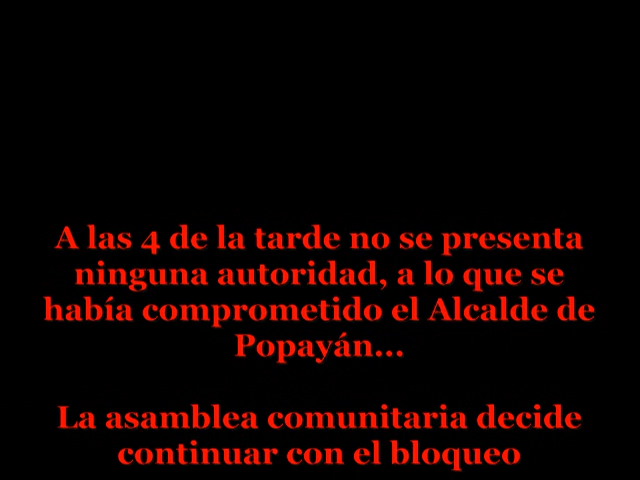 A las 4 de la tarde no se presenta
ninguna autoridad, a lo que se
había comprometido el Alcalde de
Popayán...
La asamblea comunitaria decide
continuar con el bloqueo